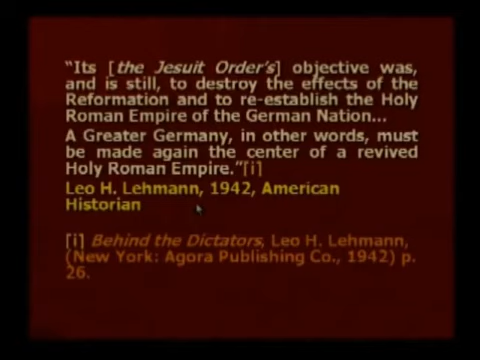 “Its [the Jesuit Order’s] objective was,
and is still, to destroy the effects of the
Reformation and to re-establish the Holy
Roman Empire of the German Nation...
A Greater Germany, in other words, must
be made again the center of a revived
Holy Roman Empire.”[i]
Leo H. Lehmann, 1942, American
Historian
[i] Behind the Dictators, Leo H. Lehmann,
(New York: Agora Publishing Co., 1942) p.
26.